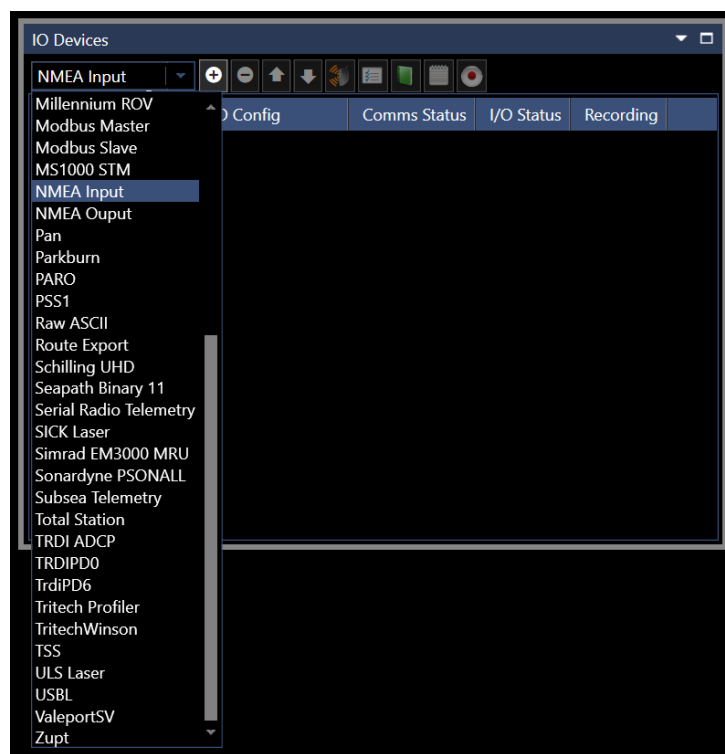 IO Devices
NMEA Input
Config Comms Status I/O Status Recording
Millennium ROV
Modbus Master
Modbus Slave
MS1000 STM
NMEA Input
NMEA Ouput
Pan
Parkburn
PARO
PSS1
Raw ASCII
Route Export
Schilling UHD
Seapath Binary 11
Serial Radio Telemetry
SICK Laser
Simrad EM3000 MRU
Sonardyne PSONALL
Subsea Telemetry
Total Station
TRDI ADCP
TRDIPD0
TrdiPD6
Tritech Profiler
TritechWinson
TSS
ULS Laser
USBL
ValeportSV
Zupt